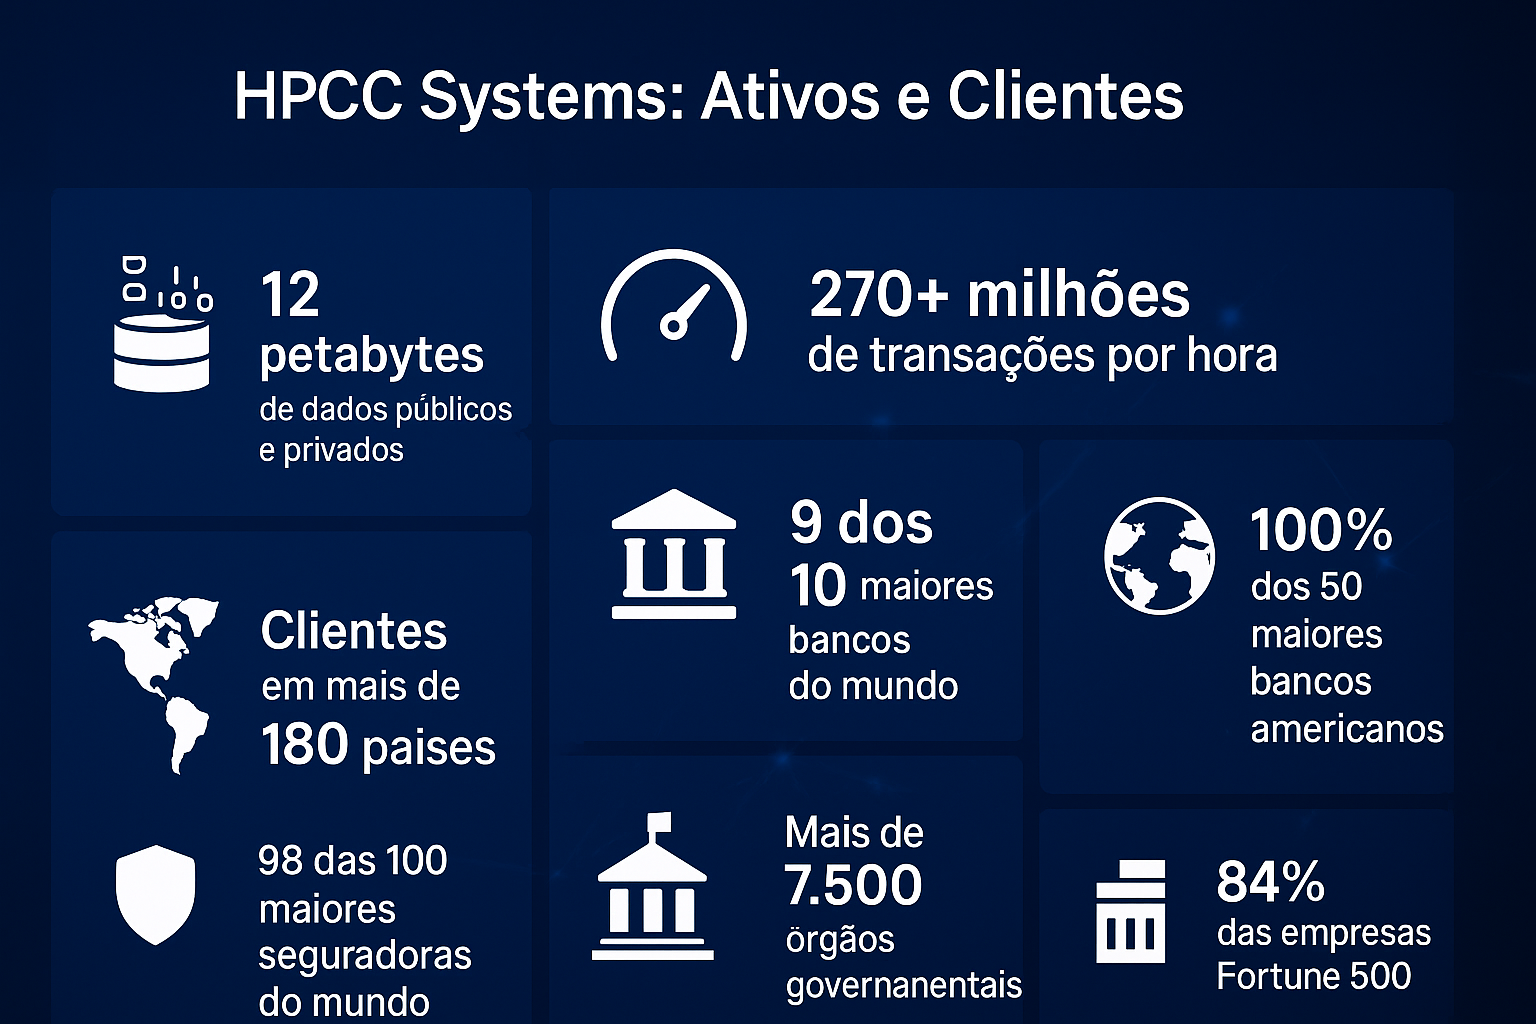 HPCC Systems: Ativos e Clientes
12
petabytes
de dados públicos
e privados
270+ milhões
de transações por hora
9 dos
10 maiores
bancos
do mundo
100%
dos 50
maiores
bancos
americanos
Clientes
em mais de
180 paises
98 das 100
maiores
seguradoras
do mundo
Mais de
7.500
örgãos
governanentais
84%
das empresas
Fortune 500